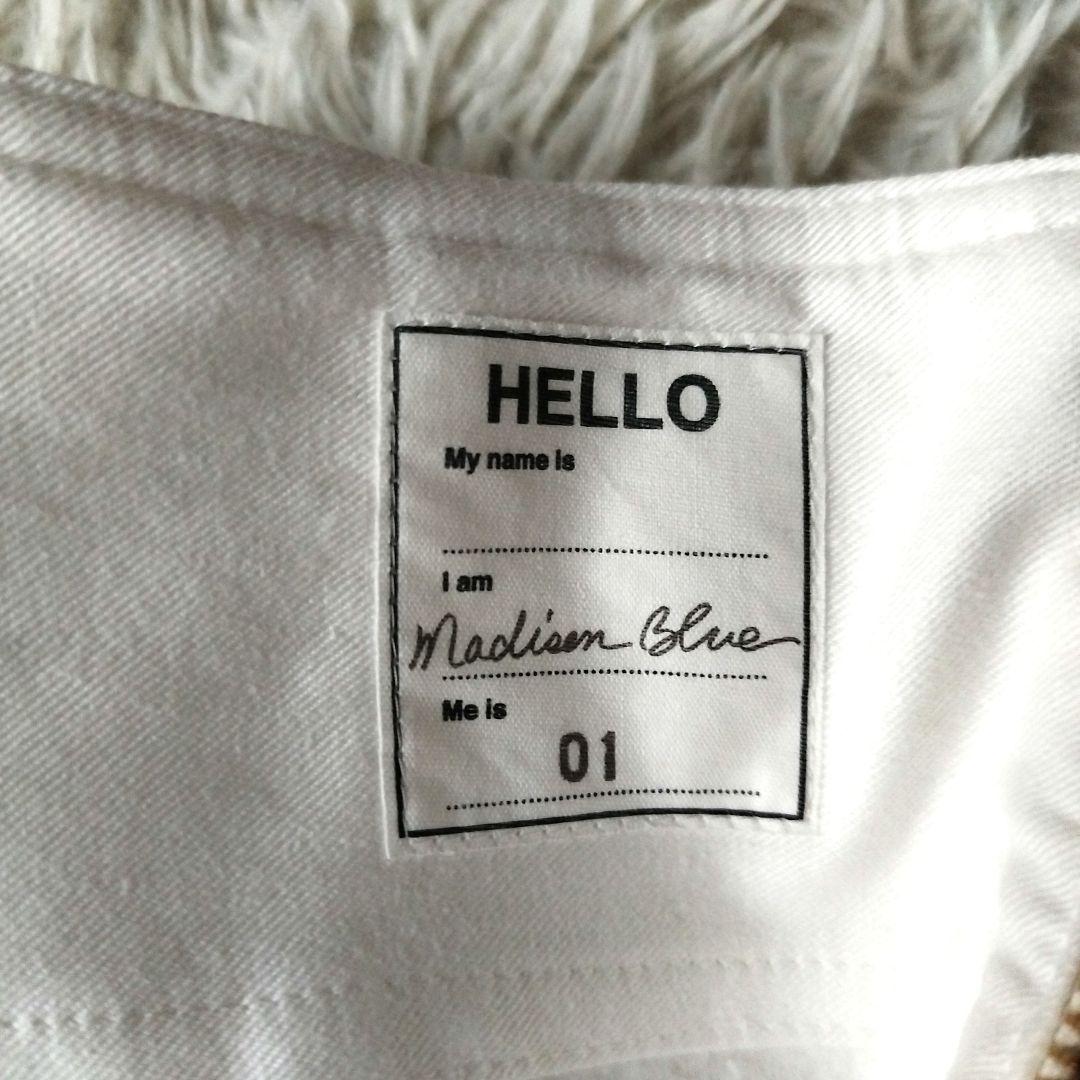 HELLO
My name is
I am
Madison Blue
Me is
01